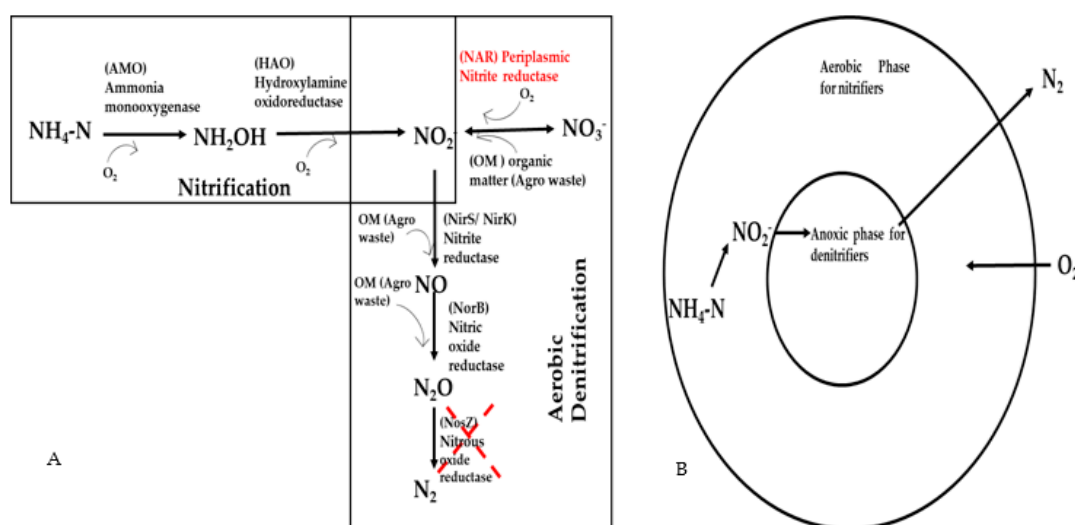 (AMO)
Ammonia
monooxygenase
(HAO)
Hydroxylamine
oxidoreductase
(NAR) Periplasmic
Nitrite reductase
O₂
NH₄-N
NH₂OH
NO₂⁻
NO₃⁻
O₂
O₂
(OM ) organic
matter (Agro waste)
Nitrification
OM (Agro
waste)
(NirS/ NirK)
Nitrite
reductase
NO
OM (Agro
waste)
(NorB)
Nitric
oxide
reductase
N₂O
(NosZ)
Nitrous
oxide
reductase
N₂
Aerobic
Denitrification
A
Aerobic Phase
for nitrifiers
N₂
NO₂⁻
Anoxic phase for
denitrifiers
O₂
NH₄-N
B